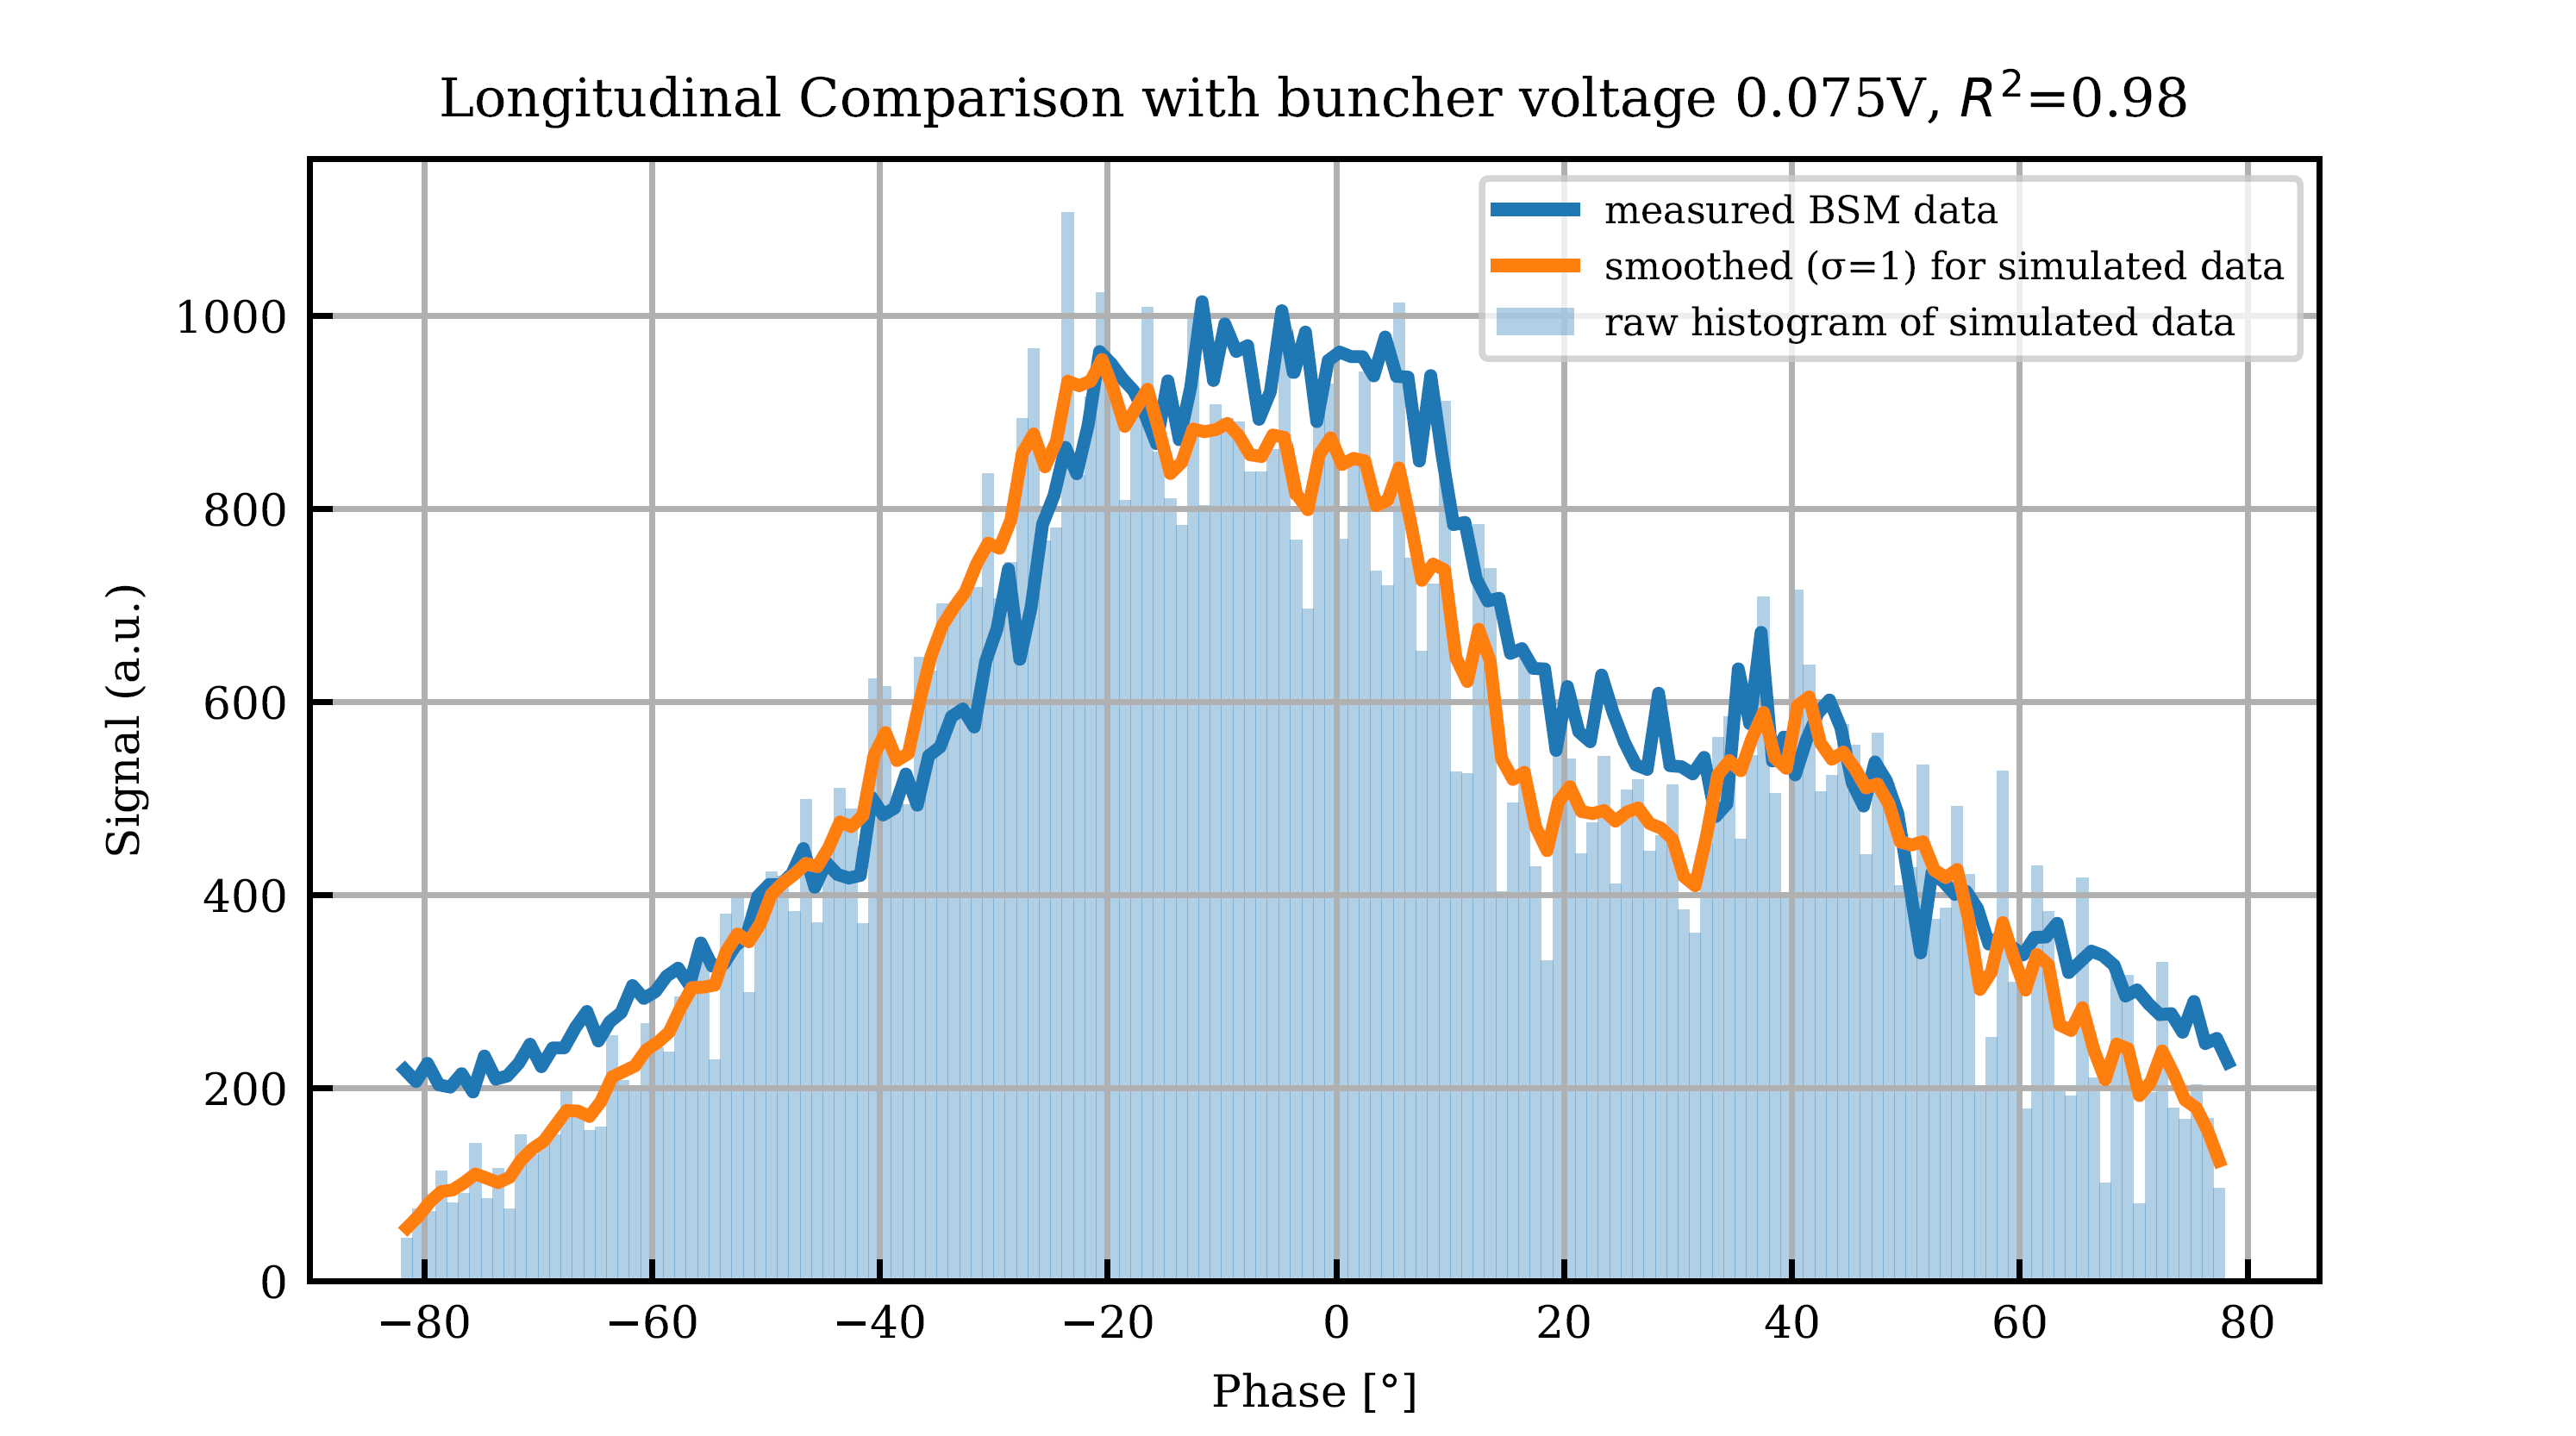 Longitudinal Comparison with buncher voltage 0.075V, R²=0.98
measured BSM data
smoothed (σ=1) for simulated data
raw histogram of simulated data
1000
800
600
400
200
0
Signal (a.u.)
−80 −60 −40 −20 0 20 40 60 80
Phase [°]